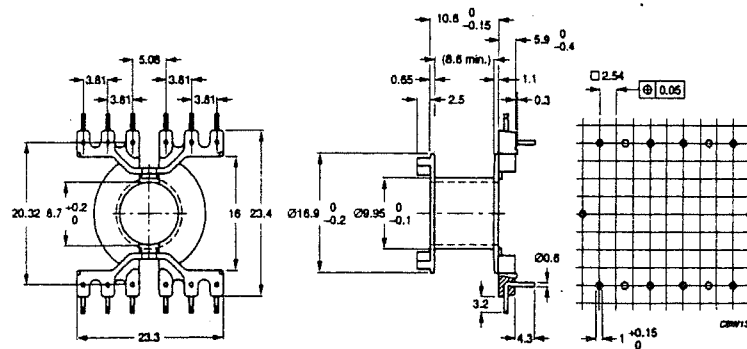 10.6 0 -0.15
5.9 0 -0.4
5.08
3.81 3.81
3.81 3.81
(8.6 min.)
0.65
1.1
2.5
0.3
□2.54
⊕ 0.05
20.32
8.7 +0.2 0
16
23.4
Ø16.9 0 -0.2
Ø9.95 0 -0.1
Ø0.6
3.2
4.3
23.3
1 +0.15 0